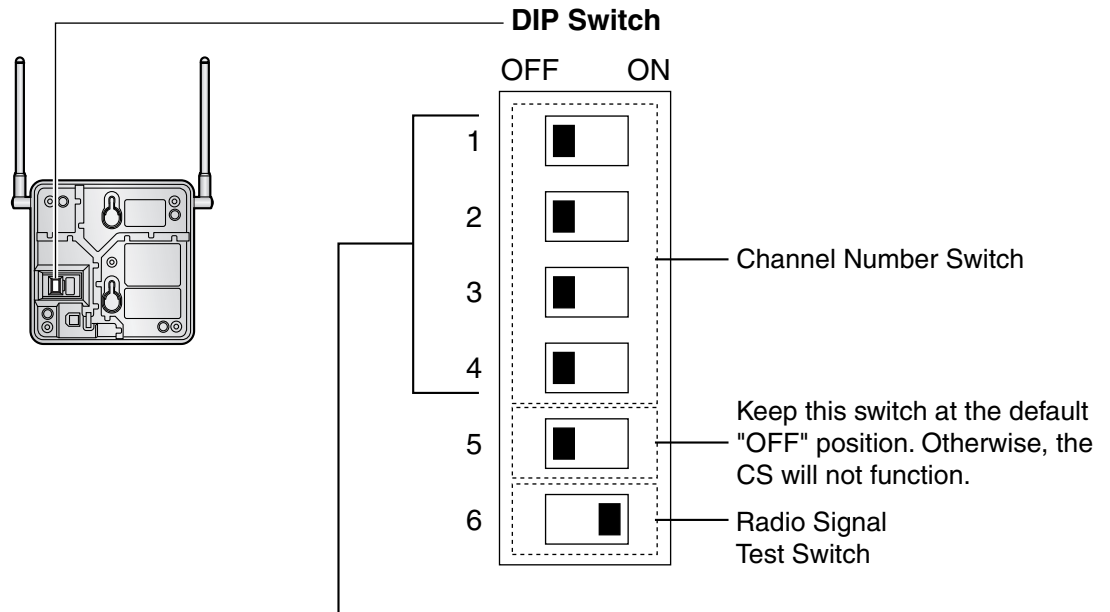 DIP Switch
OFF ON
1
2
3
4
5
6
Channel Number Switch
Keep this switch at the default
"OFF" position. Otherwise, the
CS will not function.
Radio Signal
Test Switch